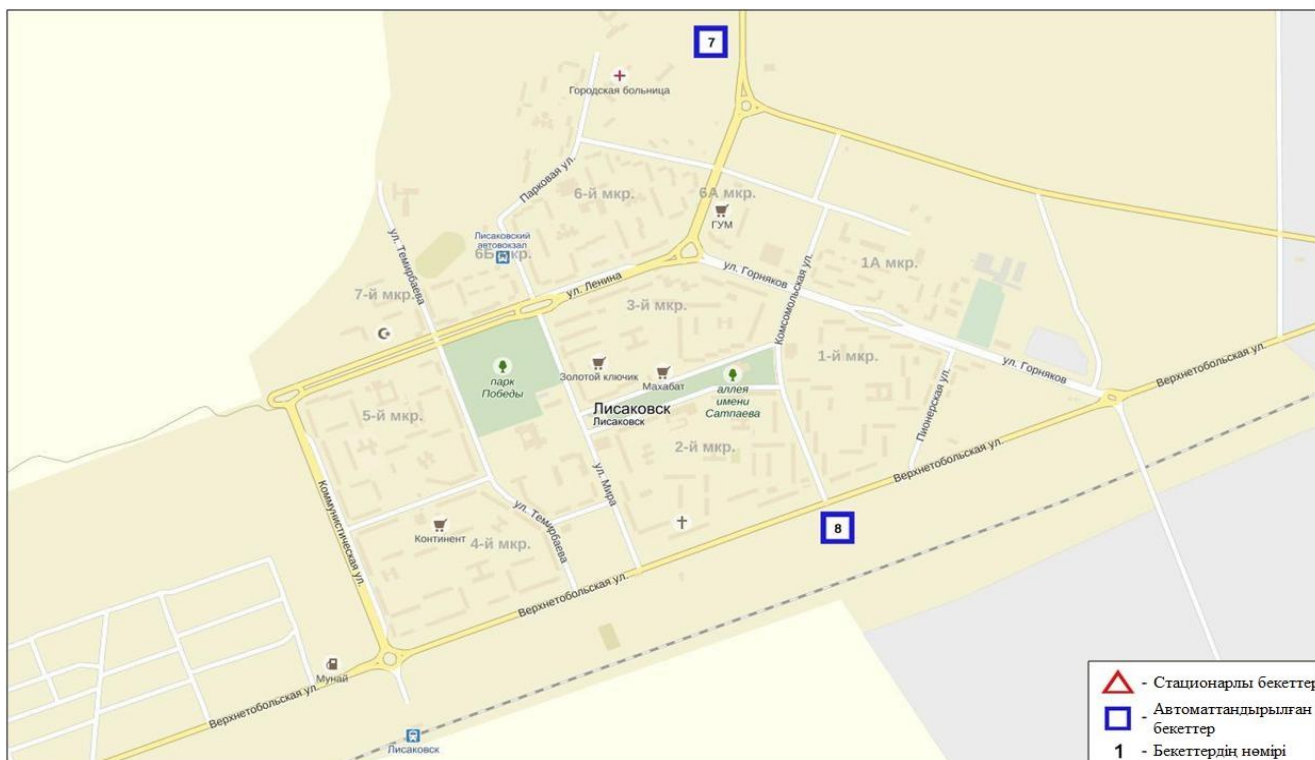 7
Городская больница
Парковая ул.
6-й мкр.
6А мкр.
ГУМ
ул. Темирбаева
Лисаковский
автовокзал
6Б мкр.
ул. Горняков
Комсомольская ул.
1А мкр.
7-й мкр.
ул. Ленина
3-й мкр.
1-й мкр.
ул. Горняков
Верхнетобольская ул.
парк
Победы
Золотой ключик
Махабат
аллея
имени
Сатпаева
Пионерская ул.
5-й мкр.
Лисаковск
Лисаковск
2-й мкр.
Верхнетобольская ул.
ул. Мира
Коммунистическая ул.
ул. Темирбаева
Континент
4-й мкр.
8
Верхнетобольская ул.
Мунай
Верхнетобольская ул.
Лисаковск
- Стационарлы бекеттер
- Автоматтандырылған
бекеттер
1 - Бекеттердің нөмірі